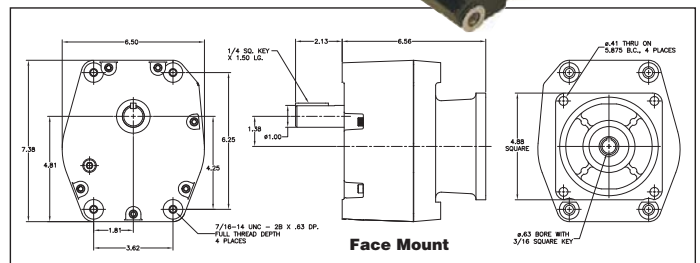 6.50
7.38
4.81
6.25
4.25
1.81
3.62
7/16-14 UNC - 2B X .63 DP.
FULL THREAD DEPTH
4 PLACES
2.13
6.56
1/4 SQ. KEY
X 1.50 LG.
1.38
ø1.00
Face Mount
ø.41 THRU ON
5.875 B.C., 4 PLACES
4.88
SQUARE
ø.63 BORE WITH
3/16 SQUARE KEY